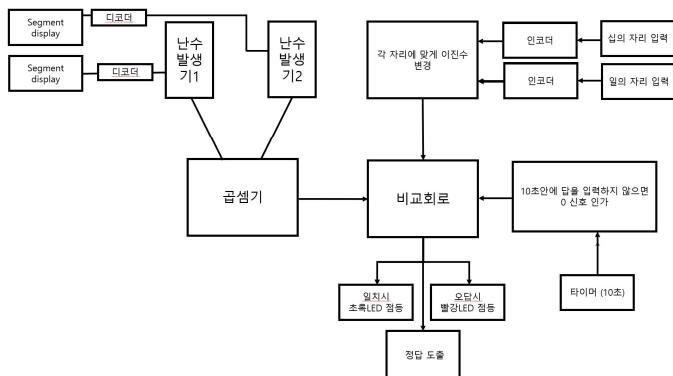 Segment
display
디코더
난수
발생
기1
난수
발생
기2
Segment
display
디코더
각 자리에 맞게 이진수
변경
인코더
십의 자리 입력
인코더
일의 자리 입력
곱셈기
비교회로
10초안에 답을 입력하지 않으면
0 신호 인가
일치시
초록LED 점등
오답시
빨강LED 점등
타이머 (10초)
정답 도출